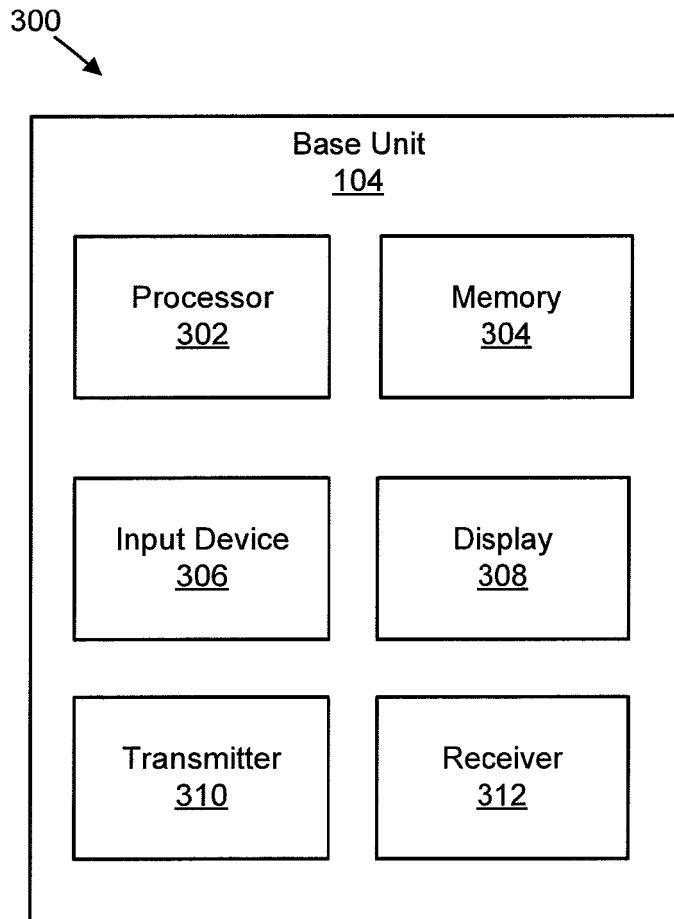 300
Base Unit
104
Processor
302
Memory
304
Input Device
306
Display
308
Transmitter
310
Receiver
312